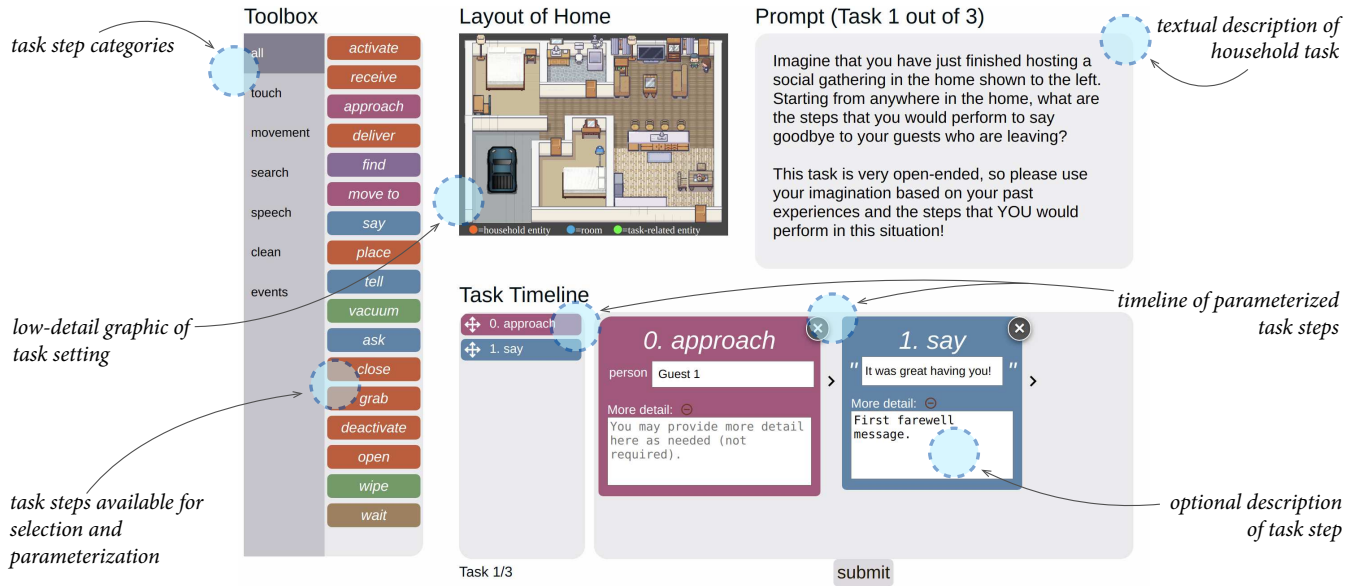 Toolbox
Layout of Home
Prompt (Task 1 out of 3)
task step categories
textual description of
household task
all
touch
movement
search
speech
clean
events
activate
receive
approach
deliver
find
move to
say
place
tell
vacuum
ask
close
grab
deactivate
open
wipe
wait
=household entity
=room
=task-related entity
Imagine that you have just finished hosting a
social gathering in the home shown to the left.
Starting from anywhere in the home, what are
the steps that you would perform to say
goodbye to your guests who are leaving?
This task is very open-ended, so please use
your imagination based on your past
experiences and the steps that YOU would
perform in this situation!
low-detail graphic of
task setting
task steps available for
selection and
parameterization
Task Timeline
0. approach
1. say
0. approach
person
Guest 1
More detail:
You may provide more detail
here as needed (not
required).
1. say
" It was great having you! "
More detail:
First farewell
message.
timeline of parameterized
task steps
optional description
of task step
Task 1/3
submit